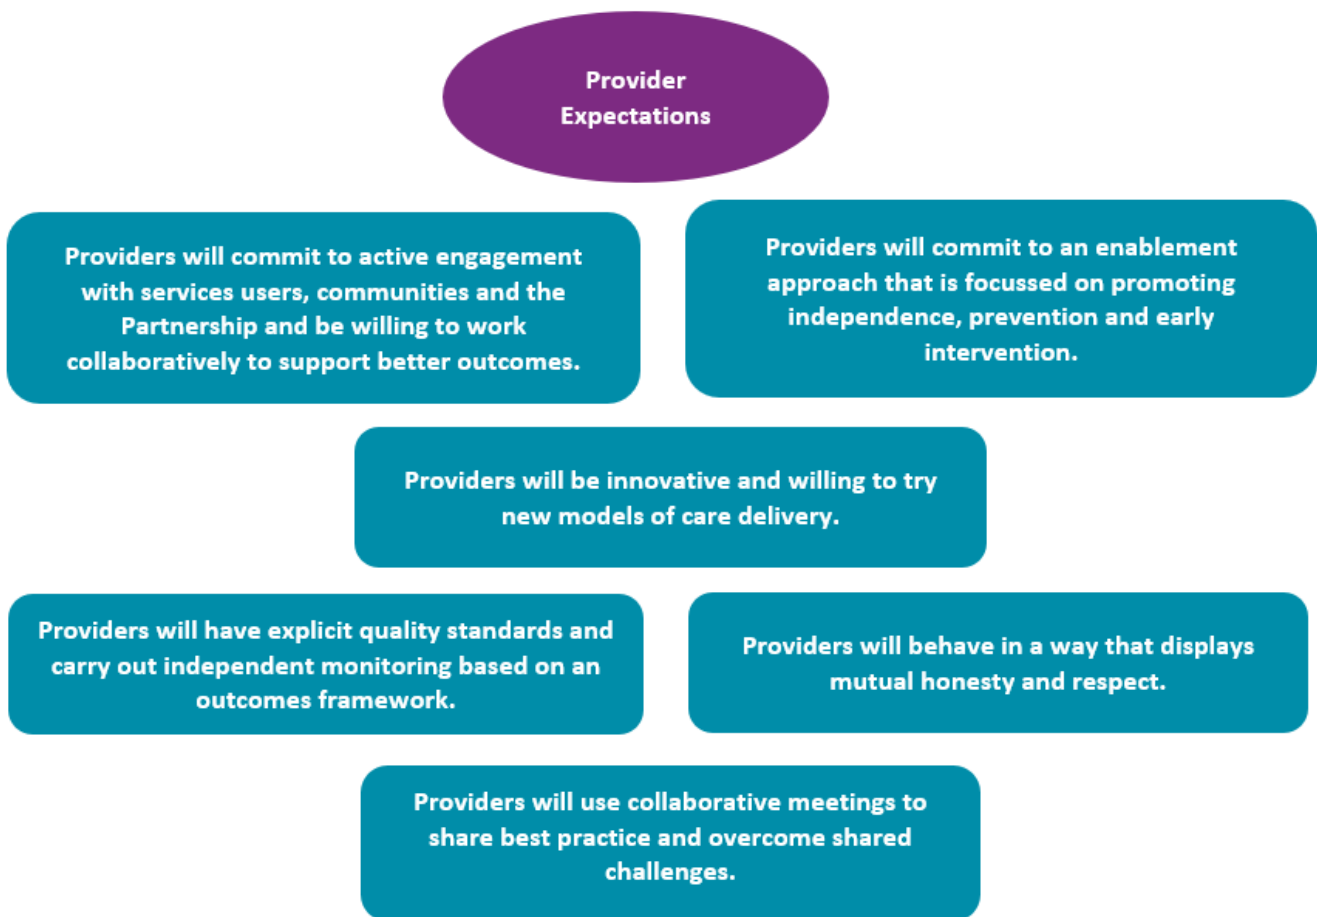 Provider
Expectations
Providers will commit to active engagement
with services users, communities and the
Partnership and be willing to work
collaboratively to support better outcomes.
Providers will commit to an enablement
approach that is focussed on promoting
independence, prevention and early
intervention.
Providers will be innovative and willing to try
new models of care delivery.
Providers will have explicit quality standards and
carry out independent monitoring based on an
outcomes framework.
Providers will behave in a way that displays
mutual honesty and respect.
Providers will use collaborative meetings to
share best practice and overcome shared
challenges.